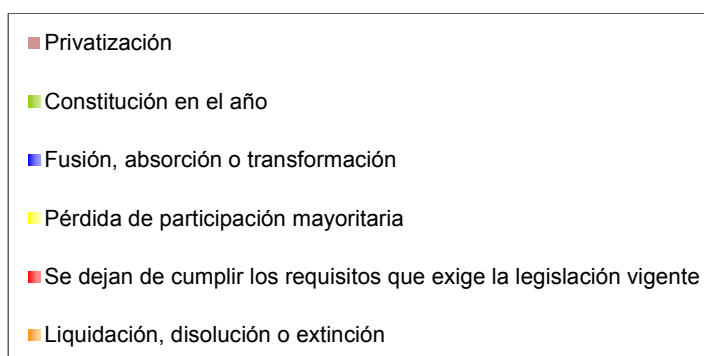 Privatización
Constitución en el año
Fusión, absorción o transformación
Pérdida de participación mayoritaria
Se dejan de cumplir los requisitos que exige la legislación vigente
Liquidación, disolución o extinción